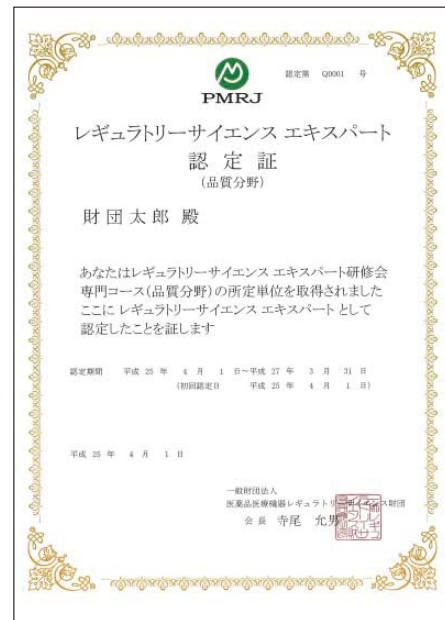 認定第 Q0001 号
PMRJ
レギュラトリーサイエンス エキスパート
認定証
(品質分野)
財団太郎 殿
あなたはレギュラトリーサイエンス エキスパート研修会
専門コース(品質分野)の所定単位を取得されました
ここに レギュラトリーサイエンス エキスパート として
認定したことを証します
認定期間 平成 25 年 4 月 1 日～平成 27 年 3 月 31 日
(初回認定日 平成 25 年 4 月 1 日)
平成 25 年 4 月 1 日
一般財団法人
医薬品医療機器レギュラトリーサイエンス財団
会長 寺尾 允男